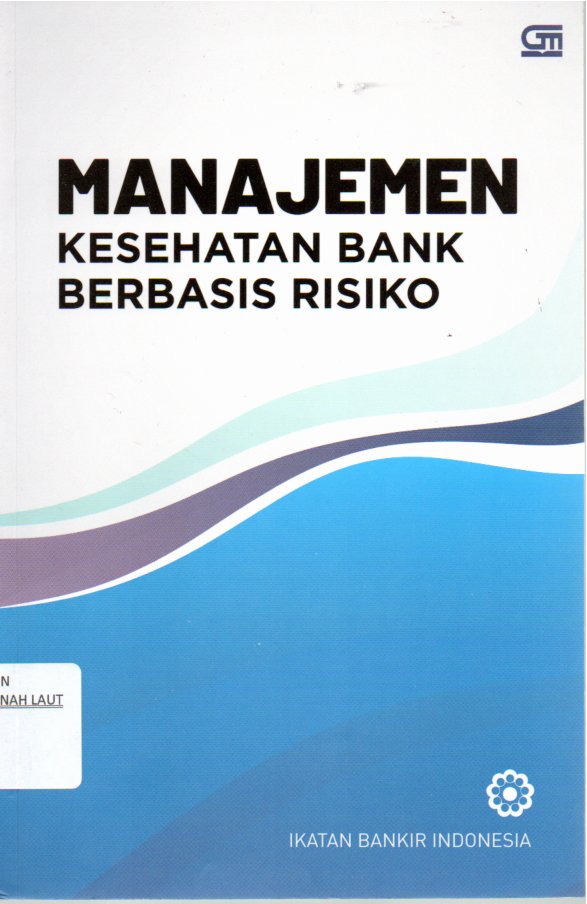 GM
MANAJEMEN
KESEHATAN BANK
BERBASIS RISIKO
N
NAH LAUT
IKATAN BANKIR INDONESIA